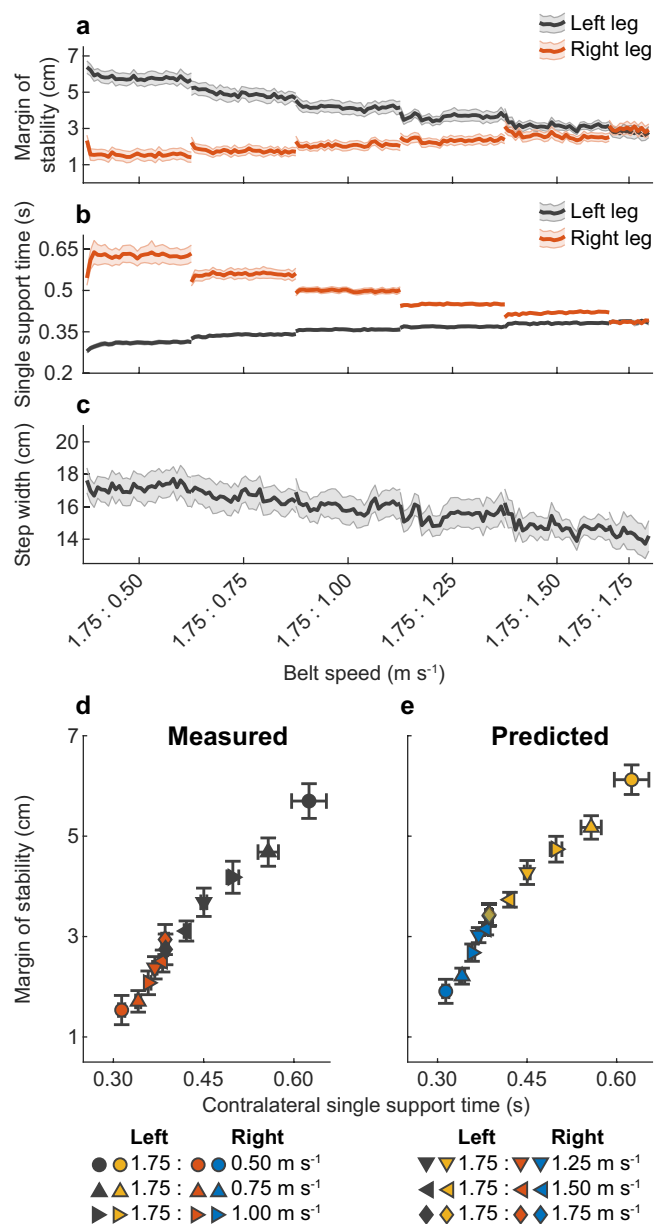 a
Left leg
Right leg
7
5
3
1
Margin of
stability (cm)
b
Left leg
Right leg
0.65
0.5
0.35
0.2
Single support time (s)
c
20
18
16
14
Step width (cm)
1.75 : 0.50
1.75 : 0.75
1.75 : 1.00
1.75 : 1.25
1.75 : 1.50
1.75 : 1.75
Belt speed (m s⁻¹)
d
Measured
e
Predicted
7
5
3
1
Margin of stability (cm)
0.30 0.45 0.60
0.30 0.45 0.60
Contralateral single support time (s)
Left Right
1.75 : 0.50 m s⁻¹
1.75 : 0.75 m s⁻¹
1.75 : 1.00 m s⁻¹
Left Right
1.75 : 1.25 m s⁻¹
1.75 : 1.50 m s⁻¹
1.75 : 1.75 m s⁻¹